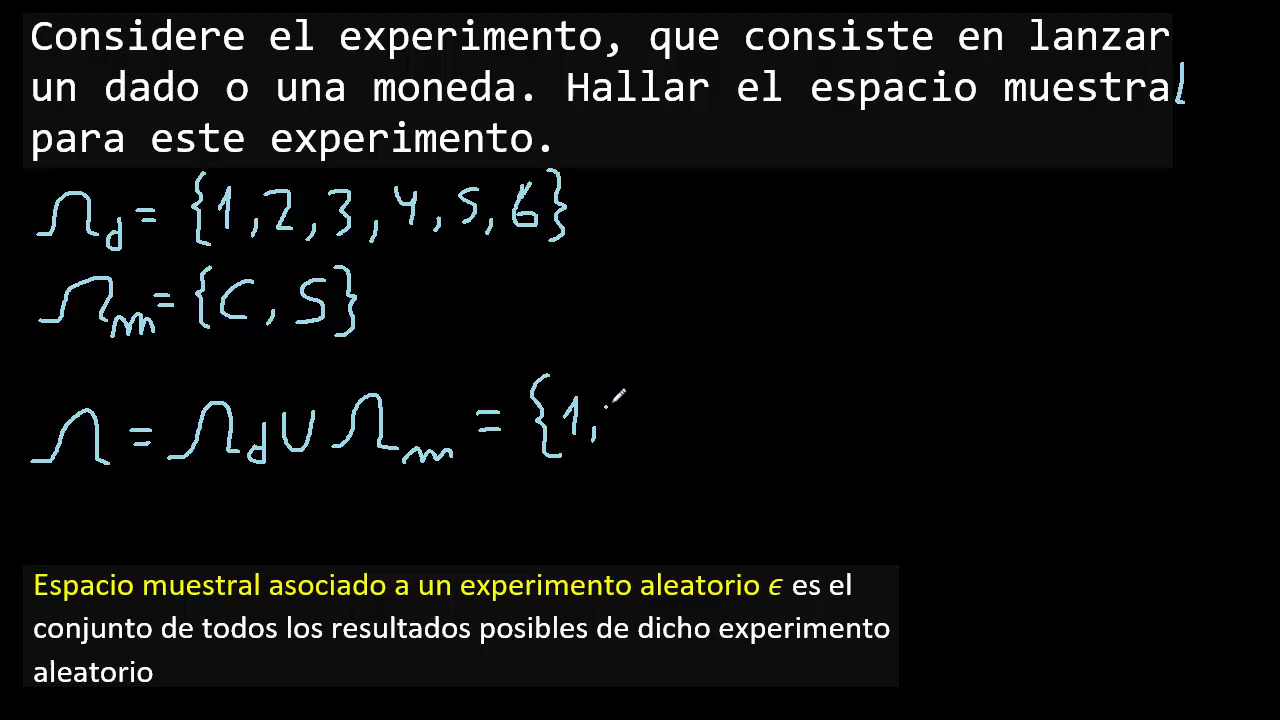 Considere el experimento, que consiste en lanzar
un dado o una moneda. Hallar el espacio muestral
para este experimento.
Ω_d = {1, 2, 3, 4, 5, 6}
Ω_m = {C, S}
Ω = Ω_d ∪ Ω_m = {1,
Espacio muestral asociado a un experimento aleatorio ϵ es el
conjunto de todos los resultados posibles de dicho experimento
aleatorio